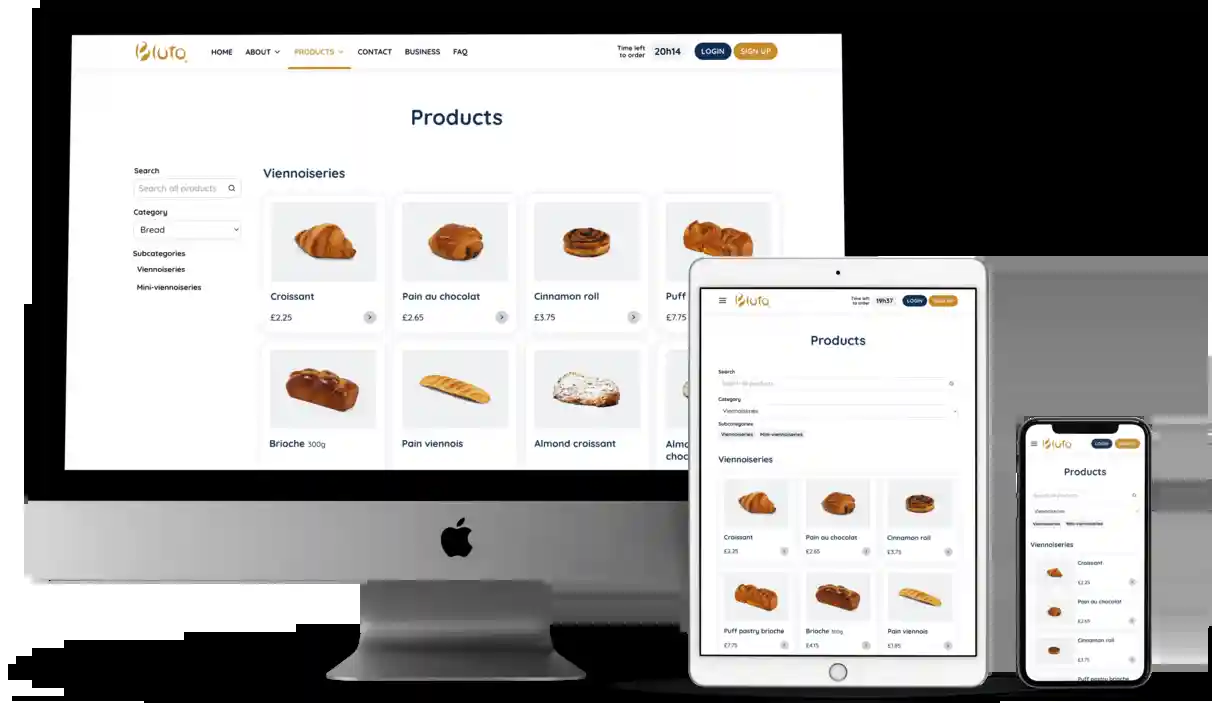 Blufa
HOME ABOUT PRODUCTS CONTACT BUSINESS FAQ
Time left
to order
20h14
LOGIN SIGN UP
Products
Search
Search all products
Category
Bread
Subcategories
Viennoiseries
Mini-viennoiseries
Viennoiseries
Croissant
£2.25
Pain au chocolat
£2.65
Cinnamon roll
£3.75
Puff
£7.75
Brioche 300g
Pain viennois
Almond croissant
Almo
choc
Blufa
Time left
to order
19h37
LOGIN SIGN UP
Products
Search
Search all products
Category
Viennoiseries
Subcategories
Viennoiseries Mini-viennoiseries
Viennoiseries
Croissant
£2.25
Pain au chocolat
£2.65
Cinnamon roll
£3.75
Puff pastry brioche
£7.75
Brioche 300g
£4.15
Pain viennois
£1.85
Blufa
LOGIN SIGN UP
Products
Search all products
Viennoiseries
Viennoiseries Mini-viennoiseries
Viennoiseries
Croissant
£2.25
Pain au chocolat
£2.65
Cinnamon roll
£3.75
Puff pastry brioche